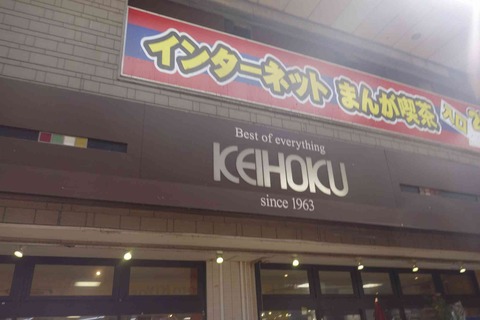 インターネット まんが喫茶
Best of everything
KEIHOKU
since 1963